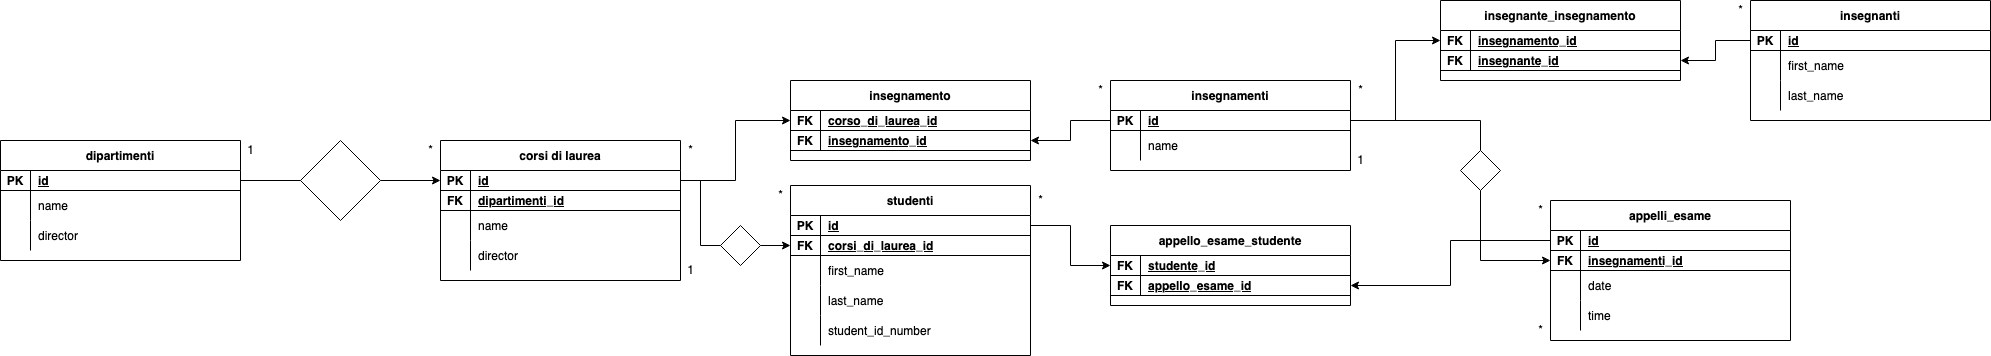 dipartimenti
PK id
name
director
1
*
corsi di laurea
PK id
FK dipartimenti_id
name
director
*
1
insegnamento
FK corso_di_laurea_id
FK insegnamento_id
*
studenti
PK id
FK corsi_di_laurea_id
first_name
last_name
student_id_number
*
*
insegnamenti
PK id
name
*
1
appello_esame_studente
FK studente_id
FK appello_esame_id
insegnante_insegnamento
FK insegnamento_id
FK insegnante_id
*
insegnanti
PK id
first_name
last_name
*
appelli_esame
PK id
FK insegnamenti_id
date
time
*